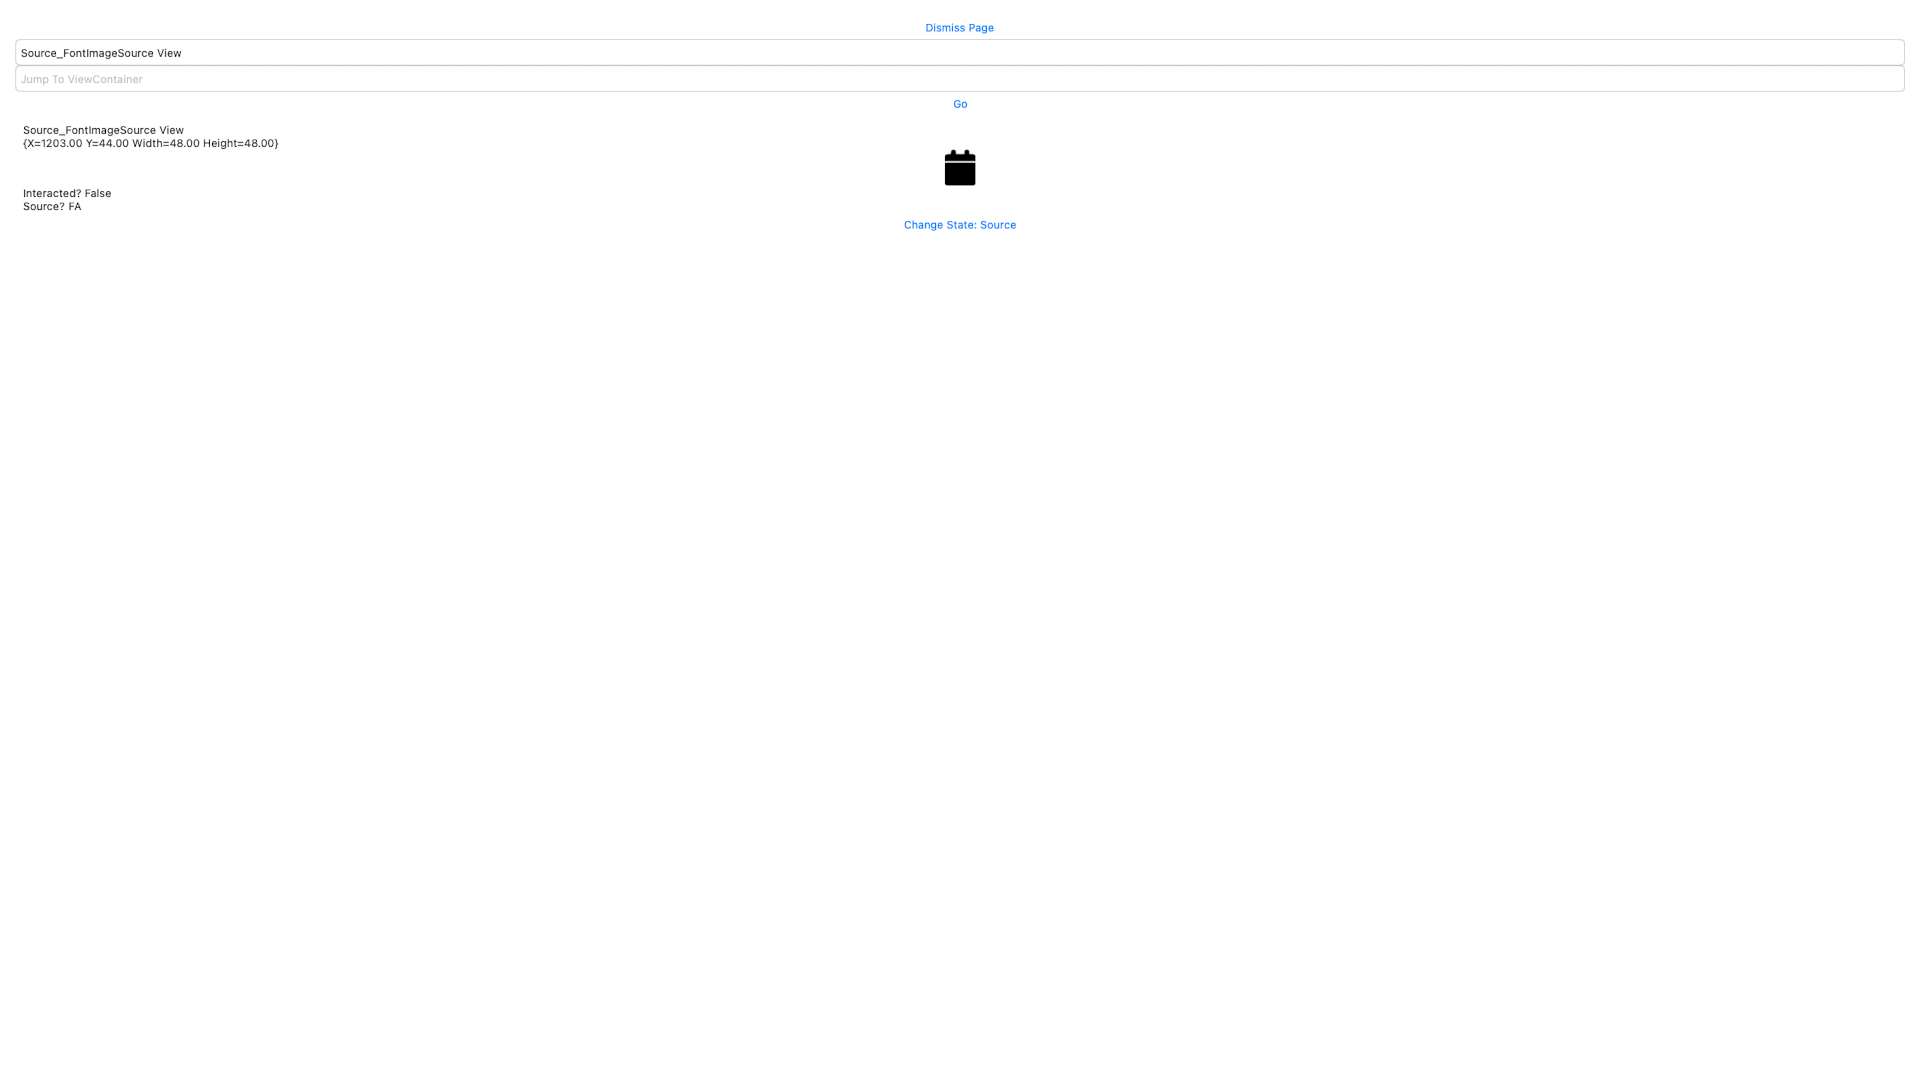 Dismiss Page
Source_FontImageSource View
Jump To ViewContainer
Go
Source_FontImageSource View
{X=1203.00 Y=44.00 Width=48.00 Height=48.00}
Interacted? False
Source? FA
Change State: Source